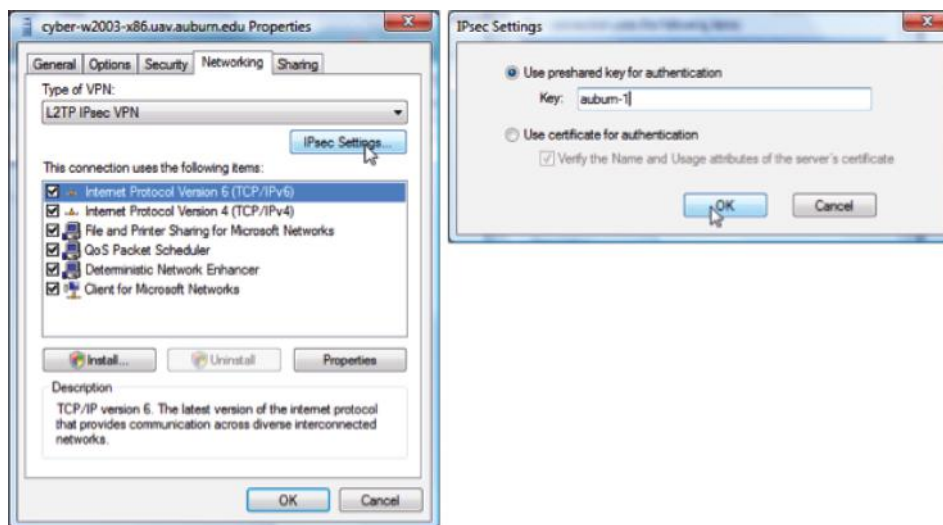 cyber-w2003-x86.uav.auburn.edu Properties
General Options Security Networking Sharing
Type of VPN:
L2TP IPsec VPN
IPsec Settings...
This connection uses the following items:
Internet Protocol Version 6 (TCP/IPv6)
Internet Protocol Version 4 (TCP/IPv4)
File and Printer Sharing for Microsoft Networks
QoS Packet Scheduler
Deterministic Network Enhancer
Client for Microsoft Networks
Install... Uninstall Properties
Description
TCP/IP version 6. The latest version of the internet protocol
that provides communication across diverse interconnected
networks.
OK Cancel
IPsec Settings
Use preshared key for authentication
Key: auburn-1
Use certificate for authentication
Verify the Name and Usage attributes of the server's certificate
OK Cancel